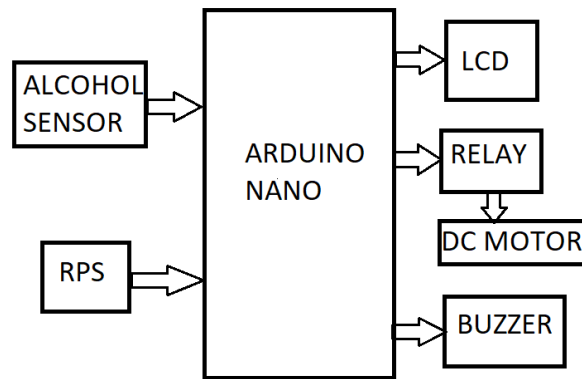 ALCOHOL
SENSOR
RPS
ARDUINO
NANO
LCD
RELAY
DC MOTOR
BUZZER